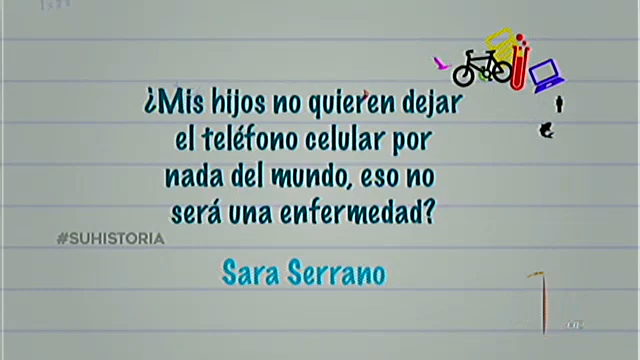 ¿Mis hijos no quieren dejar
el teléfono celular por
nada del mundo, eso no
será una enfermedad?
#SUHISTORIA
Sara Serrano